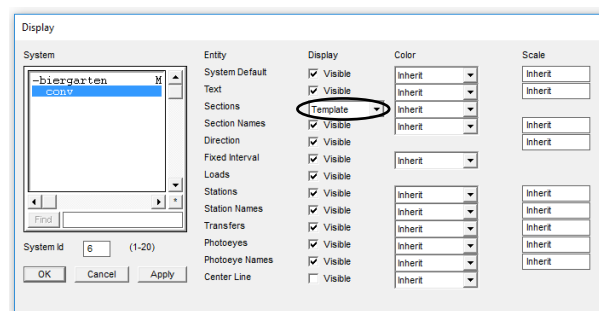 Display
System Entity Display Color Scale
-biergarten M
conv
System Default Visible Inherit Inherit
Text Visible Inherit Inherit
Sections Template Inherit
Section Names Visible Inherit Inherit
Direction Visible Inherit
Fixed Interval Visible Inherit
Loads Visible
Stations Visible Inherit Inherit
Station Names Visible Inherit Inherit
Transfers Visible Inherit Inherit
Photoeyes Visible Inherit Inherit
Photoeye Names Visible Inherit Inherit
Center Line Visible Inherit
*
Find
System Id 6 (1-20)
OK Cancel Apply